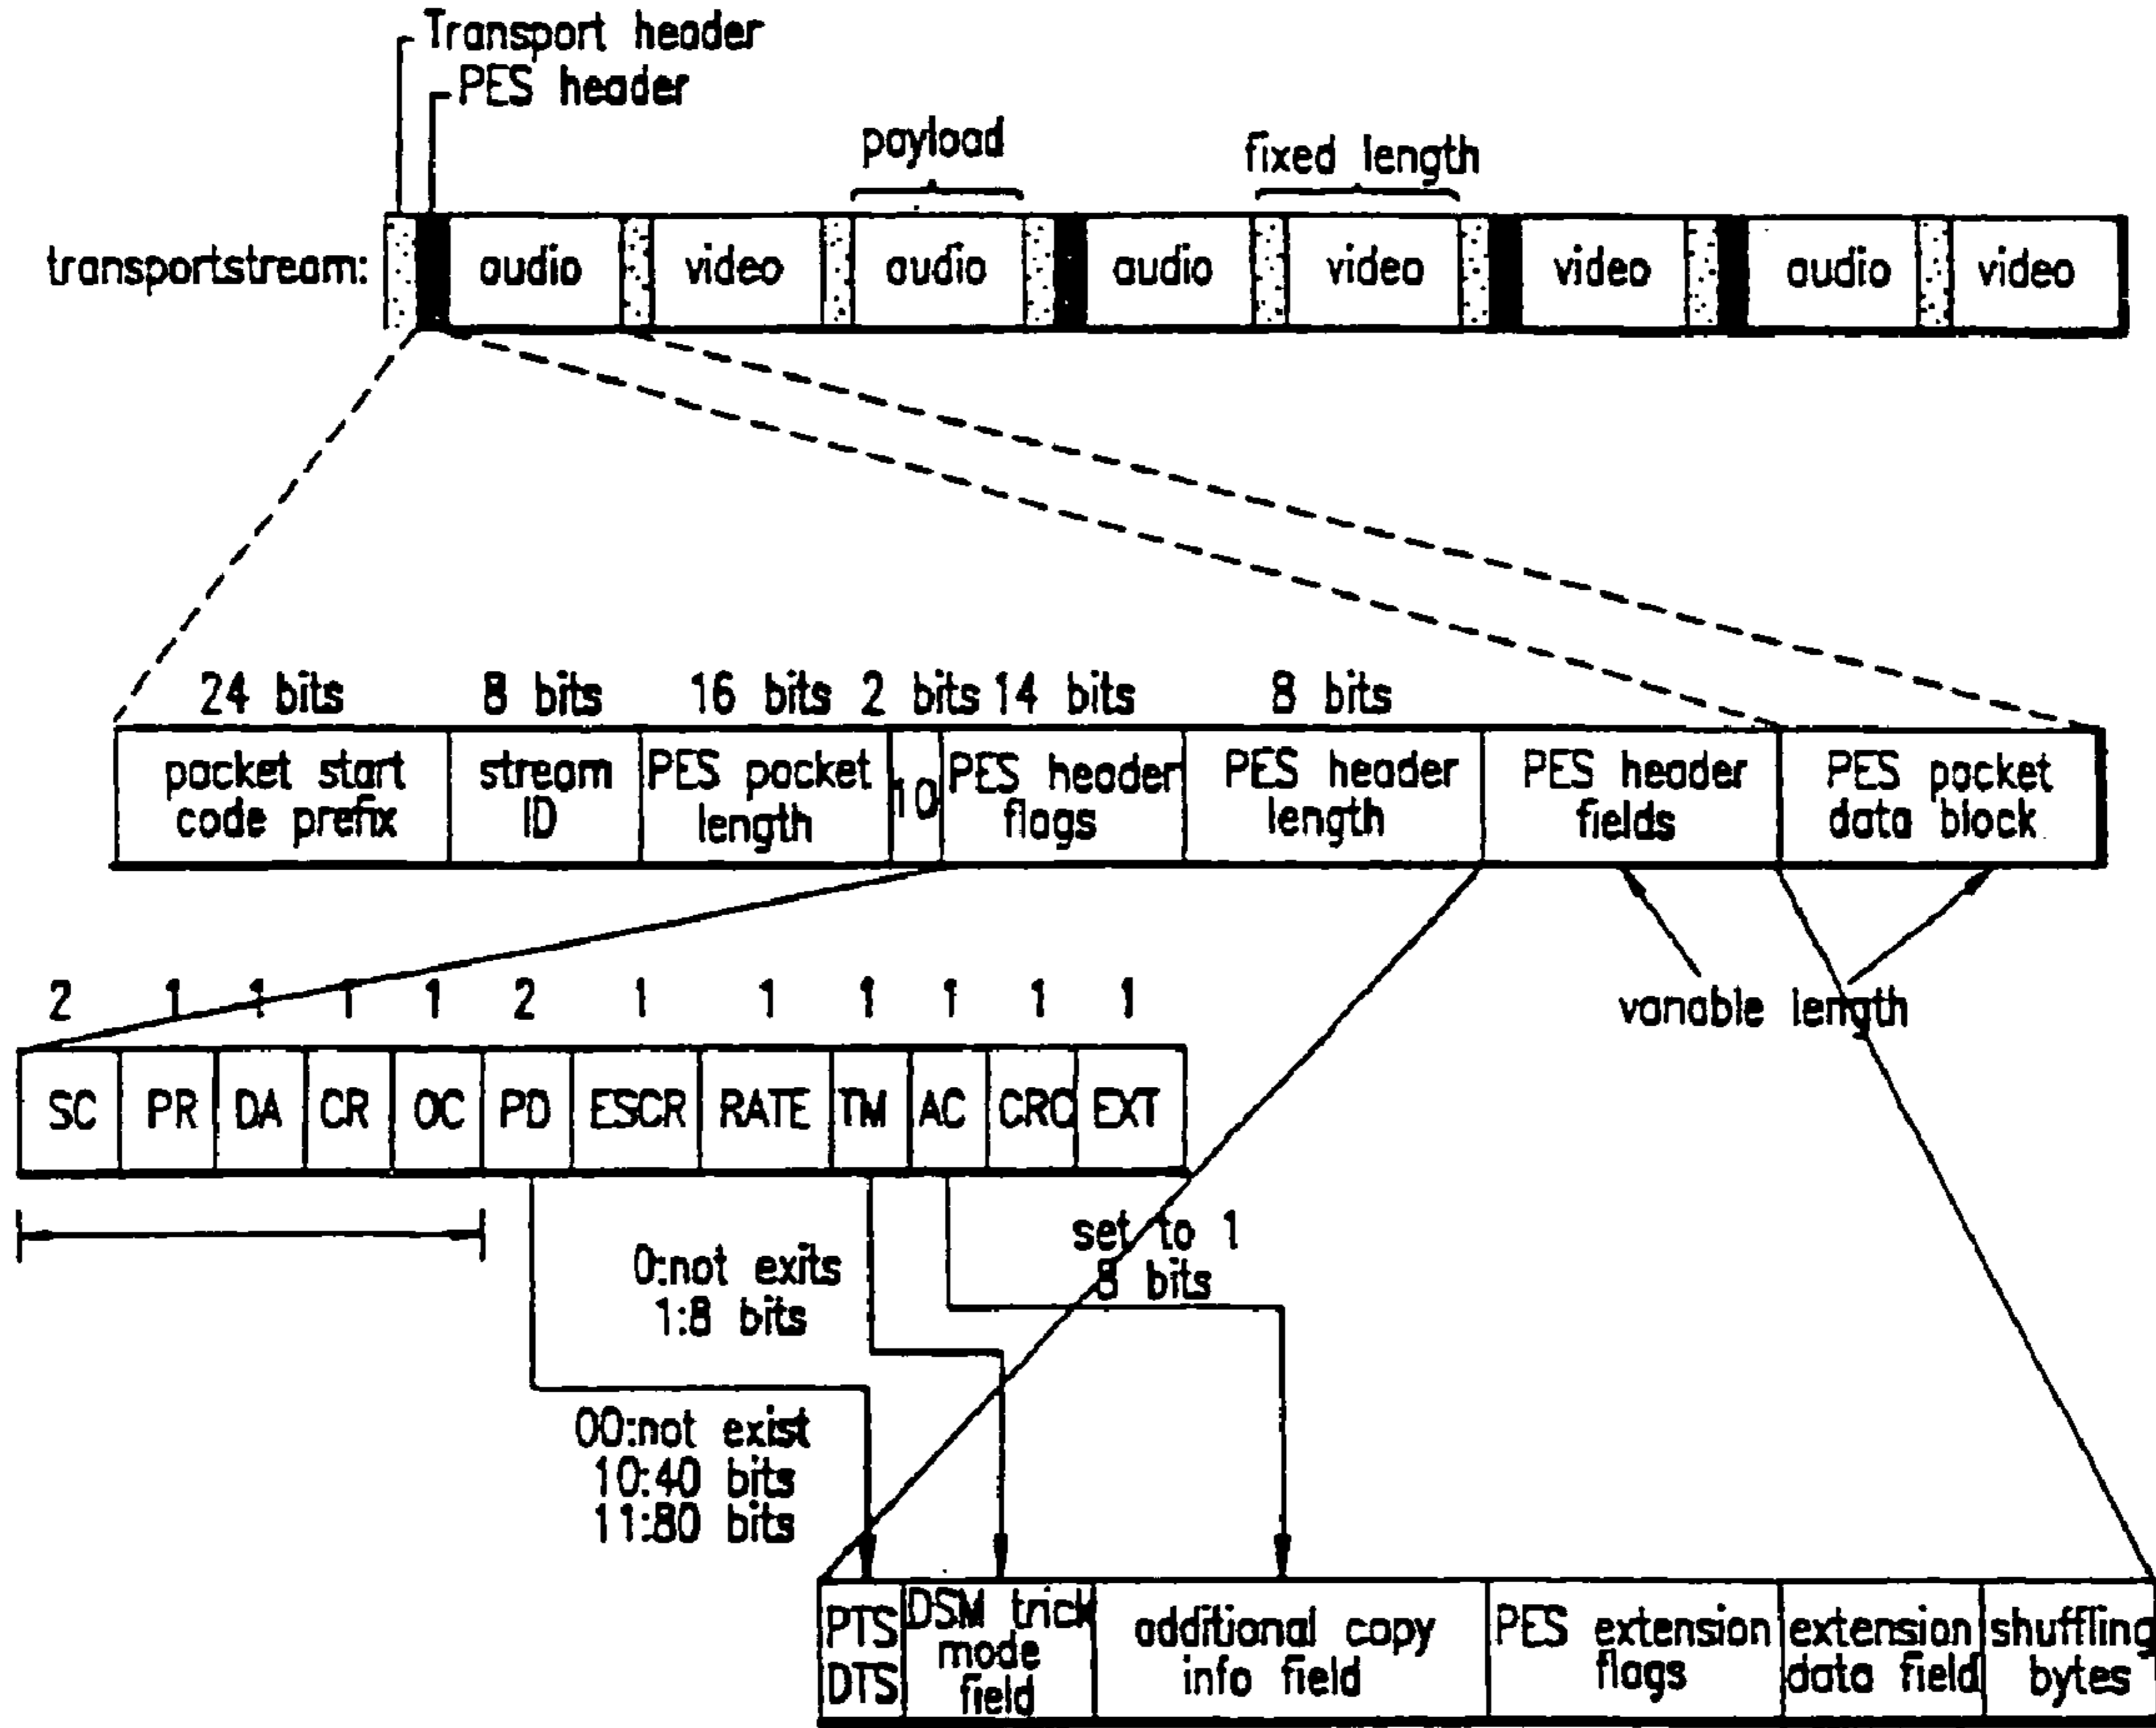 Transport header
PES header
payload
fixed length
transportstream:
audio
video
audio
audio
video
video
audio
video
24 bits
8 bits
16 bits
2 bits
14 bits
8 bits
packet start
code prefix
stream
ID
PES packet
length
10
PES header
flags
PES header
length
PES header
fields
PES packet
data block
variable length
2 1 1 1 1 2 1 1 1 1 1 1
SC PR DA CR OC PD ESCR RATE TM AC CRC EXT
set to 1
8 bits
0:not exits
1:8 bits
00:not exist
10:40 bits
11:80 bits
PTS
DTS
DSM trick
mode
field
additional copy
info field
PES extension
flags
extension
data field
shuffling
bytes